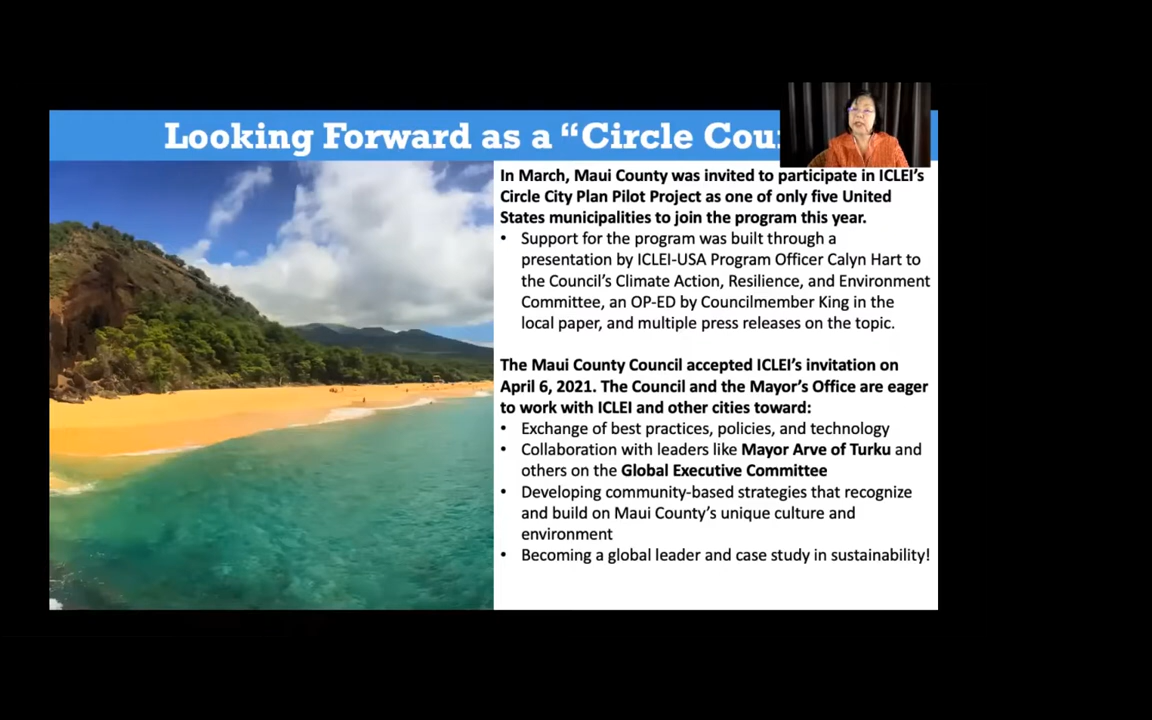 Looking Forward as a “Circle
In March, Maui County was invited to participate in ICLEI’s
Circle City Plan Pilot Project as one of only five United
States municipalities to join the program this year.
• Support for the program was built through a
presentation by ICLEI-USA Program Officer Calyn Hart to
the Council’s Climate Action, Resilience, and Environment
Committee, an OP-ED by Councilmember King in the
local paper, and multiple press releases on the topic.
The Maui County Council accepted ICLEI’s invitation on
April 6, 2021. The Council and the Mayor’s Office are eager
to work with ICLEI and other cities toward:
• Exchange of best practices, policies, and technology
• Collaboration with leaders like Mayor Arve of Turku and
others on the Global Executive Committee
• Developing community-based strategies that recognize
and build on Maui County’s unique culture and
environment
• Becoming a global leader and case study in sustainability!